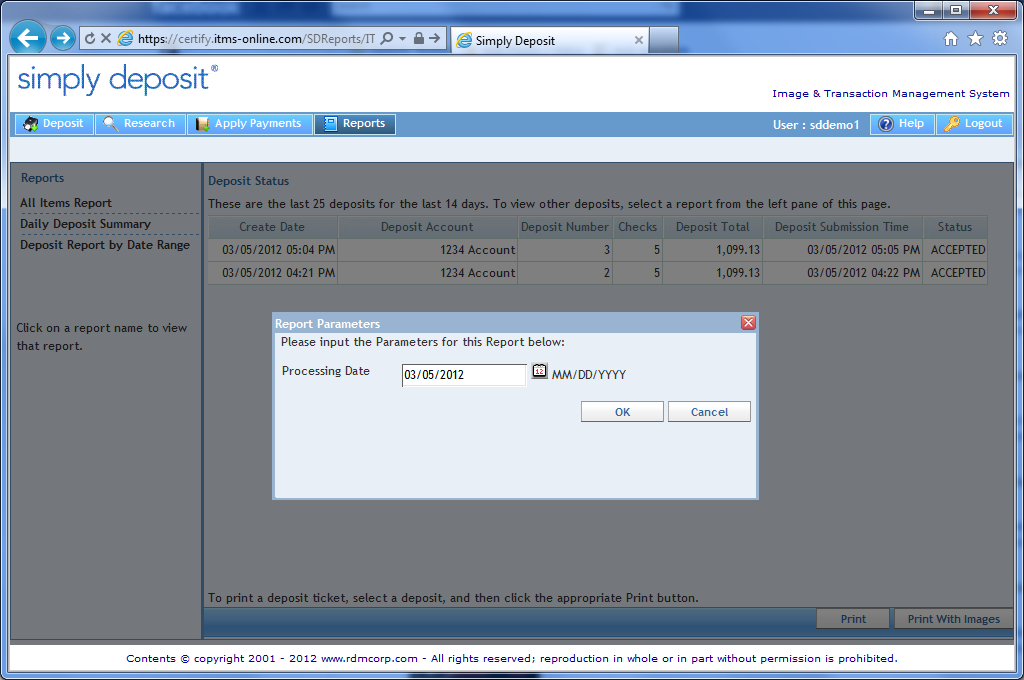 https://certify.itms-online.com/SDReports/IT
Simply Deposit
simply deposit®
Image & Transaction Management System
Deposit Research Apply Payments Reports User : sddemo1 Help Logout
Reports
All Items Report
Daily Deposit Summary
Deposit Report by Date Range
Click on a report name to view
that report.
Deposit Status
These are the last 25 deposits for the last 14 days. To view other deposits, select a report from the left pane of this page.
Create Date Deposit Account Deposit Number Checks Deposit Total Deposit Submission Time Status
03/05/2012 05:04 PM 1234 Account 3 5 1,099.13 03/05/2012 05:05 PM ACCEPTED
03/05/2012 04:21 PM 1234 Account 2 5 1,099.13 03/05/2012 04:22 PM ACCEPTED
Report Parameters
Please input the Parameters for this Report below:
Processing Date 03/05/2012 12 MM/DD/YYYY
OK Cancel
To print a deposit ticket, select a deposit, and then click the appropriate Print button.
Print Print With Images
Contents © copyright 2001 - 2012 www.rdmcorp.com - All rights reserved; reproduction in whole or in part without permission is prohibited.